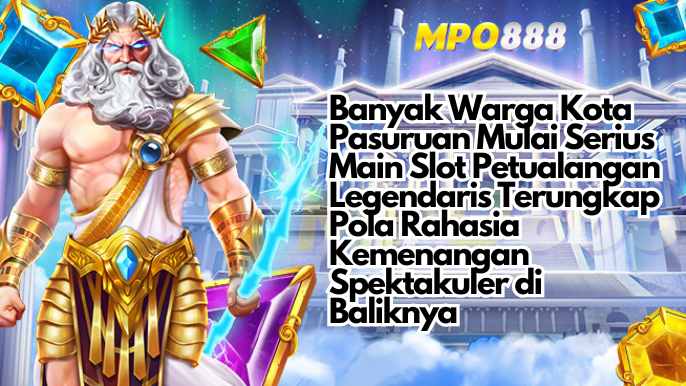 MPO888
Banyak Warga Kota
Pasuruan Mulai Serius
Main Slot Petualangan
Legendaris Terungkap
Pola Rahasia
Kemenangan
Spektakuler di
Baliknya